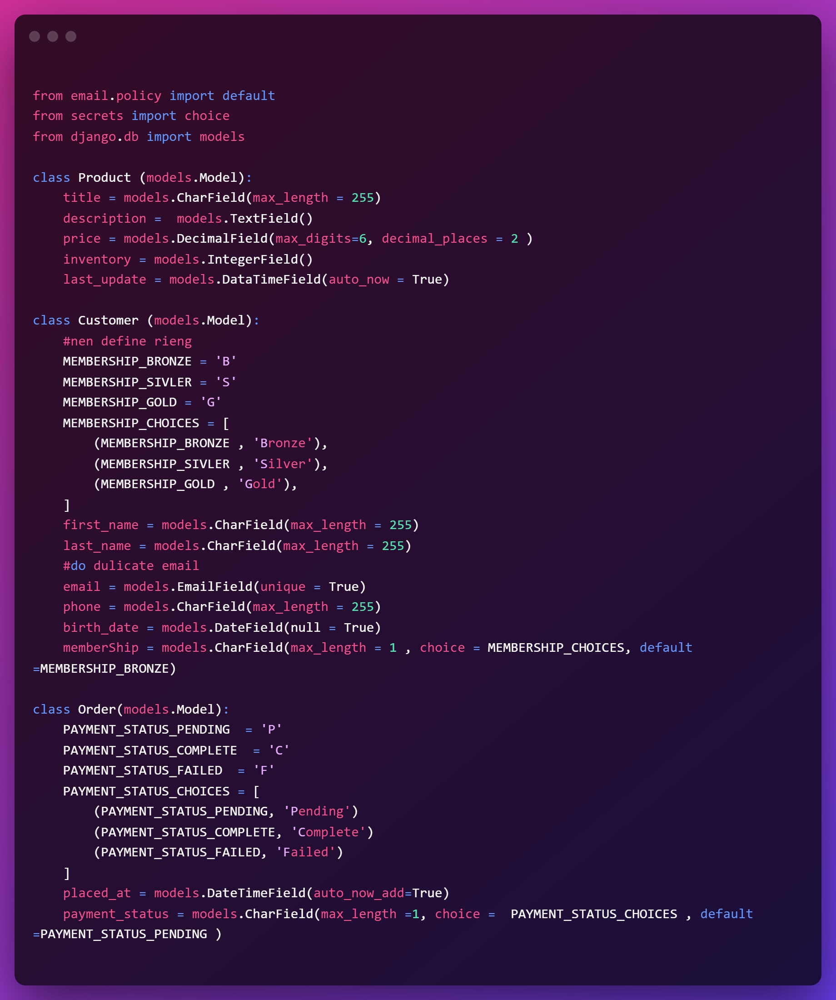 from email.policy import default
from secrets import choice
from django.db import models
class Product (models.Model):
    title = models.CharField(max_length = 255)
    description =  models.TextField()
    price = models.DecimalField(max_digits=6, decimal_places = 2 )
    inventory = models.IntegerField()
    last_update = models.DataTimeField(auto_now = True)
class Customer (models.Model):
    #nen define rieng
    MEMBERSHIP_BRONZE = 'B'
    MEMBERSHIP_SIVLER = 'S'
    MEMBERSHIP_GOLD = 'G'
    MEMBERSHIP_CHOICES = [
        (MEMBERSHIP_BRONZE , 'Bronze'),
        (MEMBERSHIP_SIVLER , 'Silver'),
        (MEMBERSHIP_GOLD , 'Gold'),
    ]
    first_name = models.CharField(max_length = 255)
    last_name = models.CharField(max_length = 255)
    #do dulicate email
    email = models.EmailField(unique = True)
    phone = models.CharField(max_length = 255)
    birth_date = models.DateField(null = True)
    memberShip = models.CharField(max_length = 1 , choice = MEMBERSHIP_CHOICES, default
=MEMBERSHIP_BRONZE)
class Order(models.Model):
    PAYMENT_STATUS_PENDING  = 'P'
    PAYMENT_STATUS_COMPLETE  = 'C'
    PAYMENT_STATUS_FAILED  = 'F'
    PAYMENT_STATUS_CHOICES = [
        (PAYMENT_STATUS_PENDING, 'Pending')
        (PAYMENT_STATUS_COMPLETE, 'Complete')
        (PAYMENT_STATUS_FAILED, 'Failed')
    ]
    placed_at = models.DateTimeField(auto_now_add=True)
    payment_status = models.CharField(max_length =1, choice =  PAYMENT_STATUS_CHOICES , default
=PAYMENT_STATUS_PENDING )